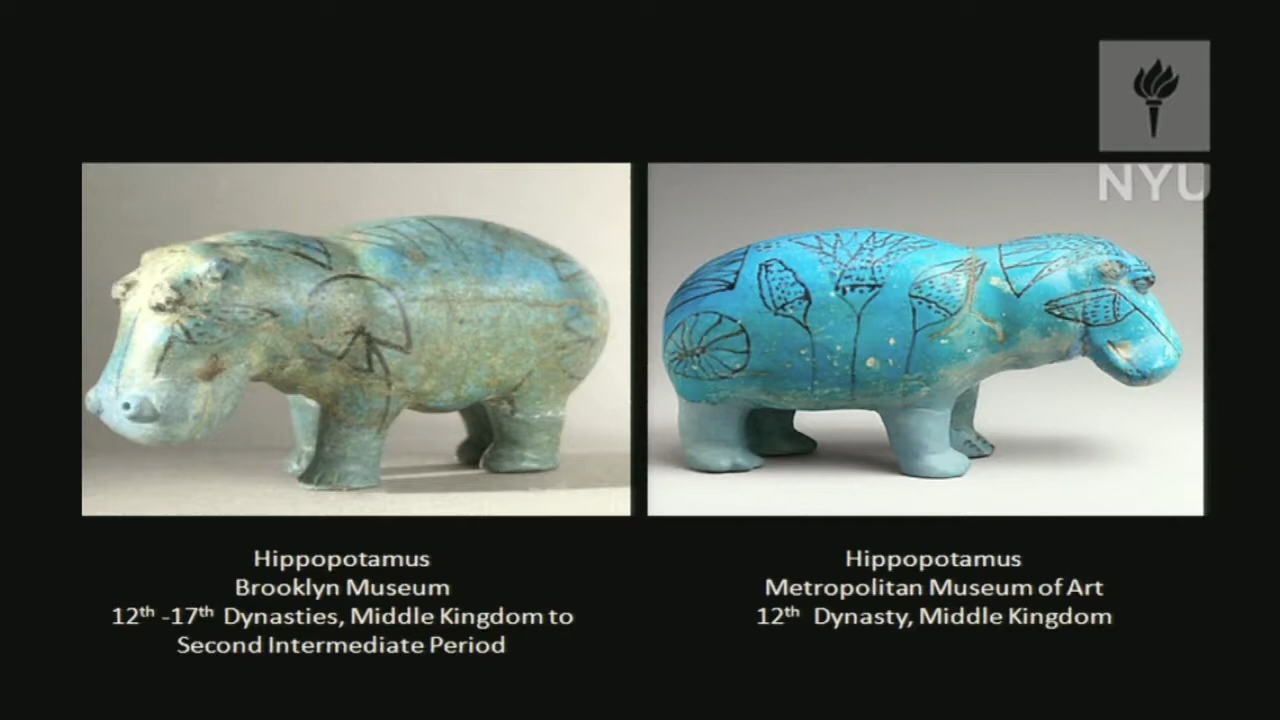 NYU
Hippopotamus
Brooklyn Museum
12th -17th Dynasties, Middle Kingdom to
Second Intermediate Period
Hippopotamus
Metropolitan Museum of Art
12th Dynasty, Middle Kingdom